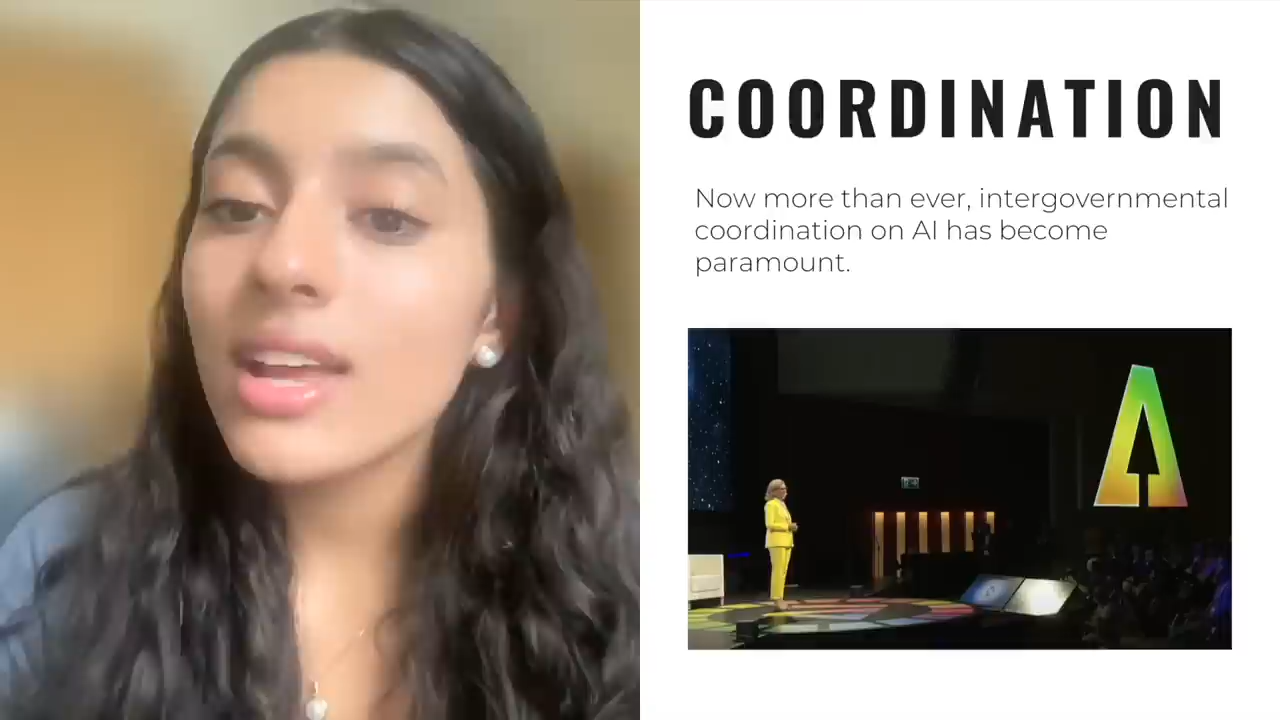 COORDINATION
Now more than ever, intergovernmental
coordination on AI has become
paramount.